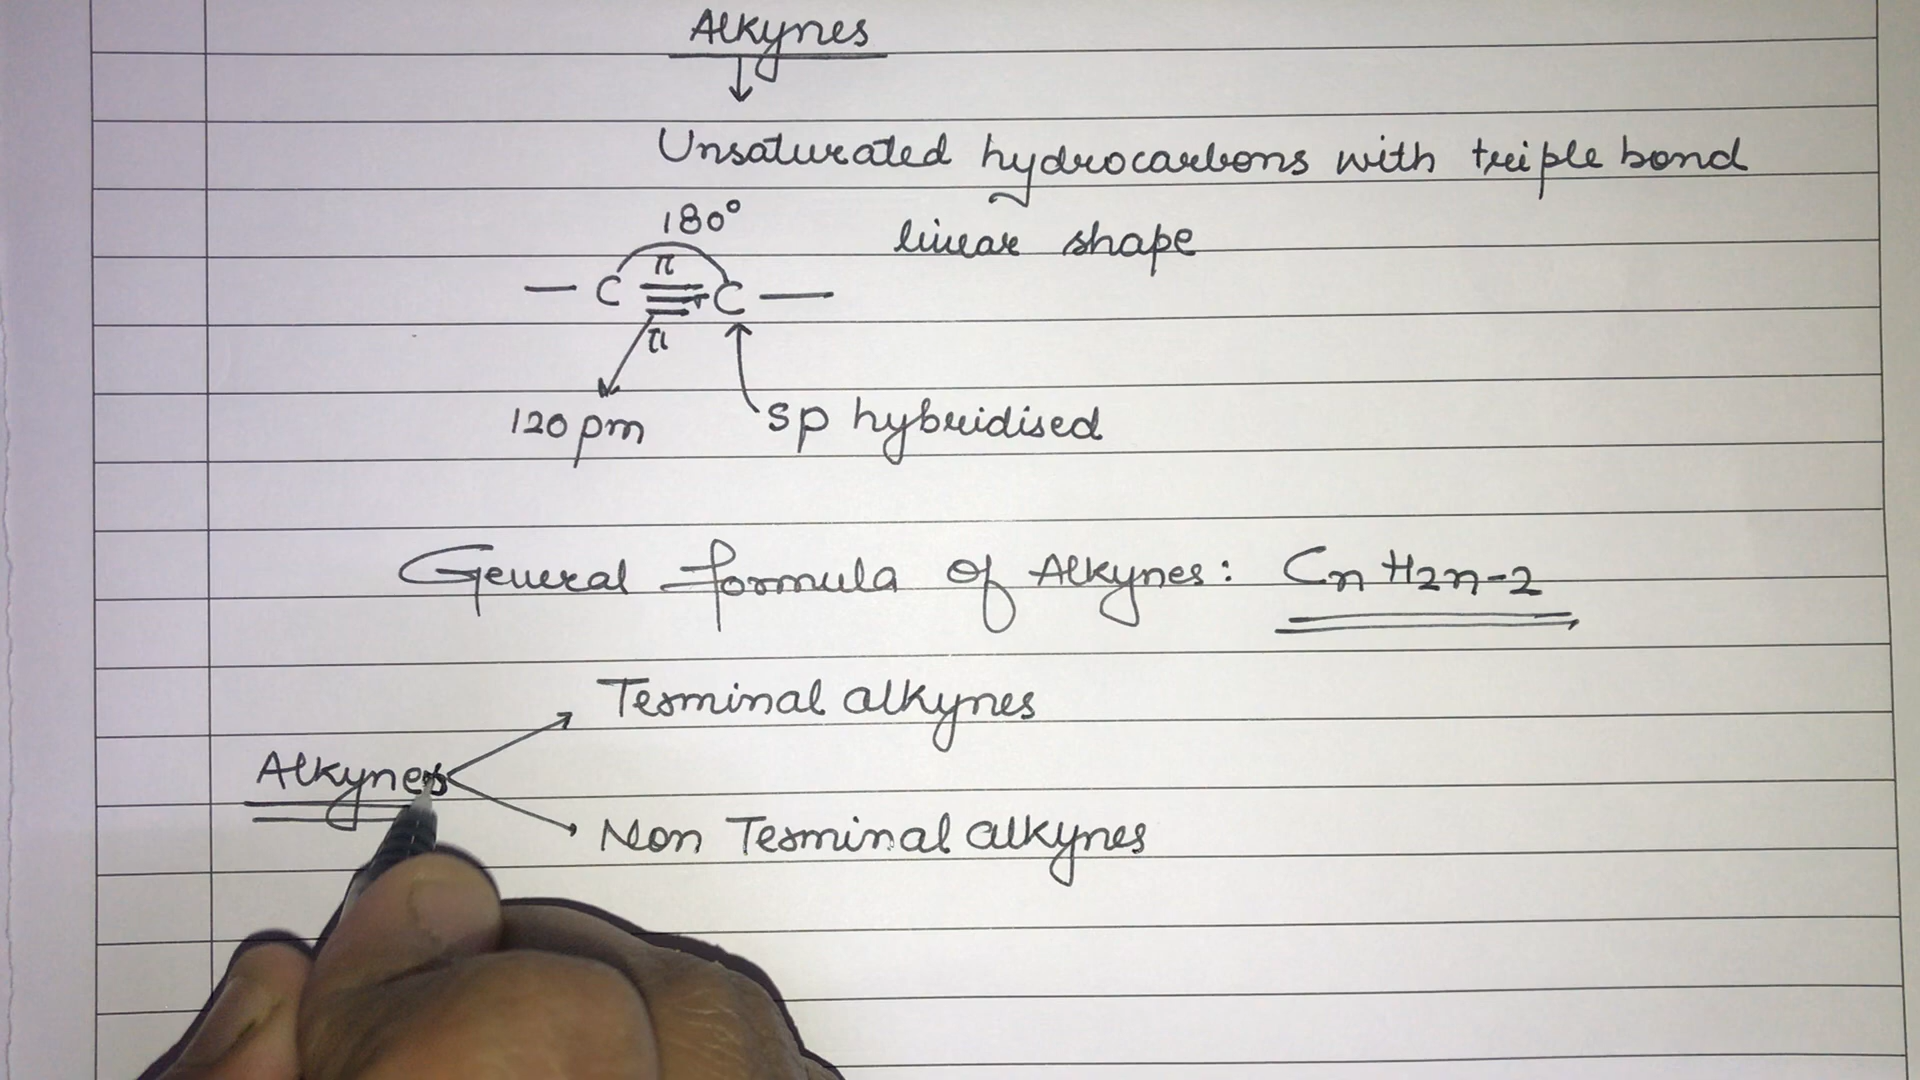 Alkynes
Unsaturated hydrocarbons with triple bond
180°
linear shape
π
— C ≡ C —
π
120 pm
sp hybridised
General formula of Alkynes: CnH2n-2
Terminal alkynes
Alkynes
Non Terminal alkynes